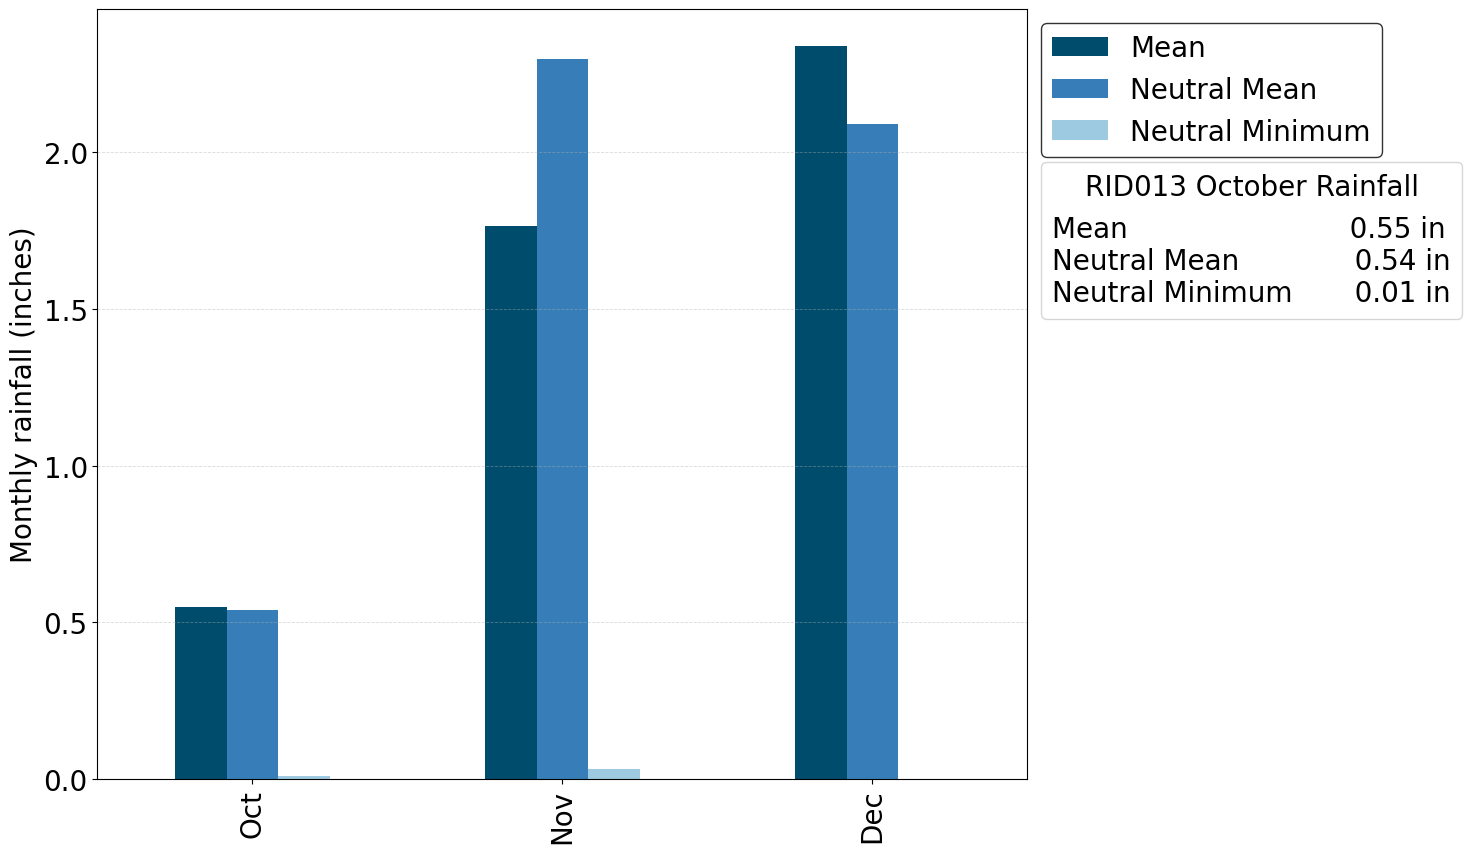 Monthly rainfall (inches)
2.0
1.5
1.0
0.5
0.0
Oct
Nov
Dec
Mean
Neutral Mean
Neutral Minimum
RID013 October Rainfall
Mean 0.55 in
Neutral Mean 0.54 in
Neutral Minimum 0.01 in